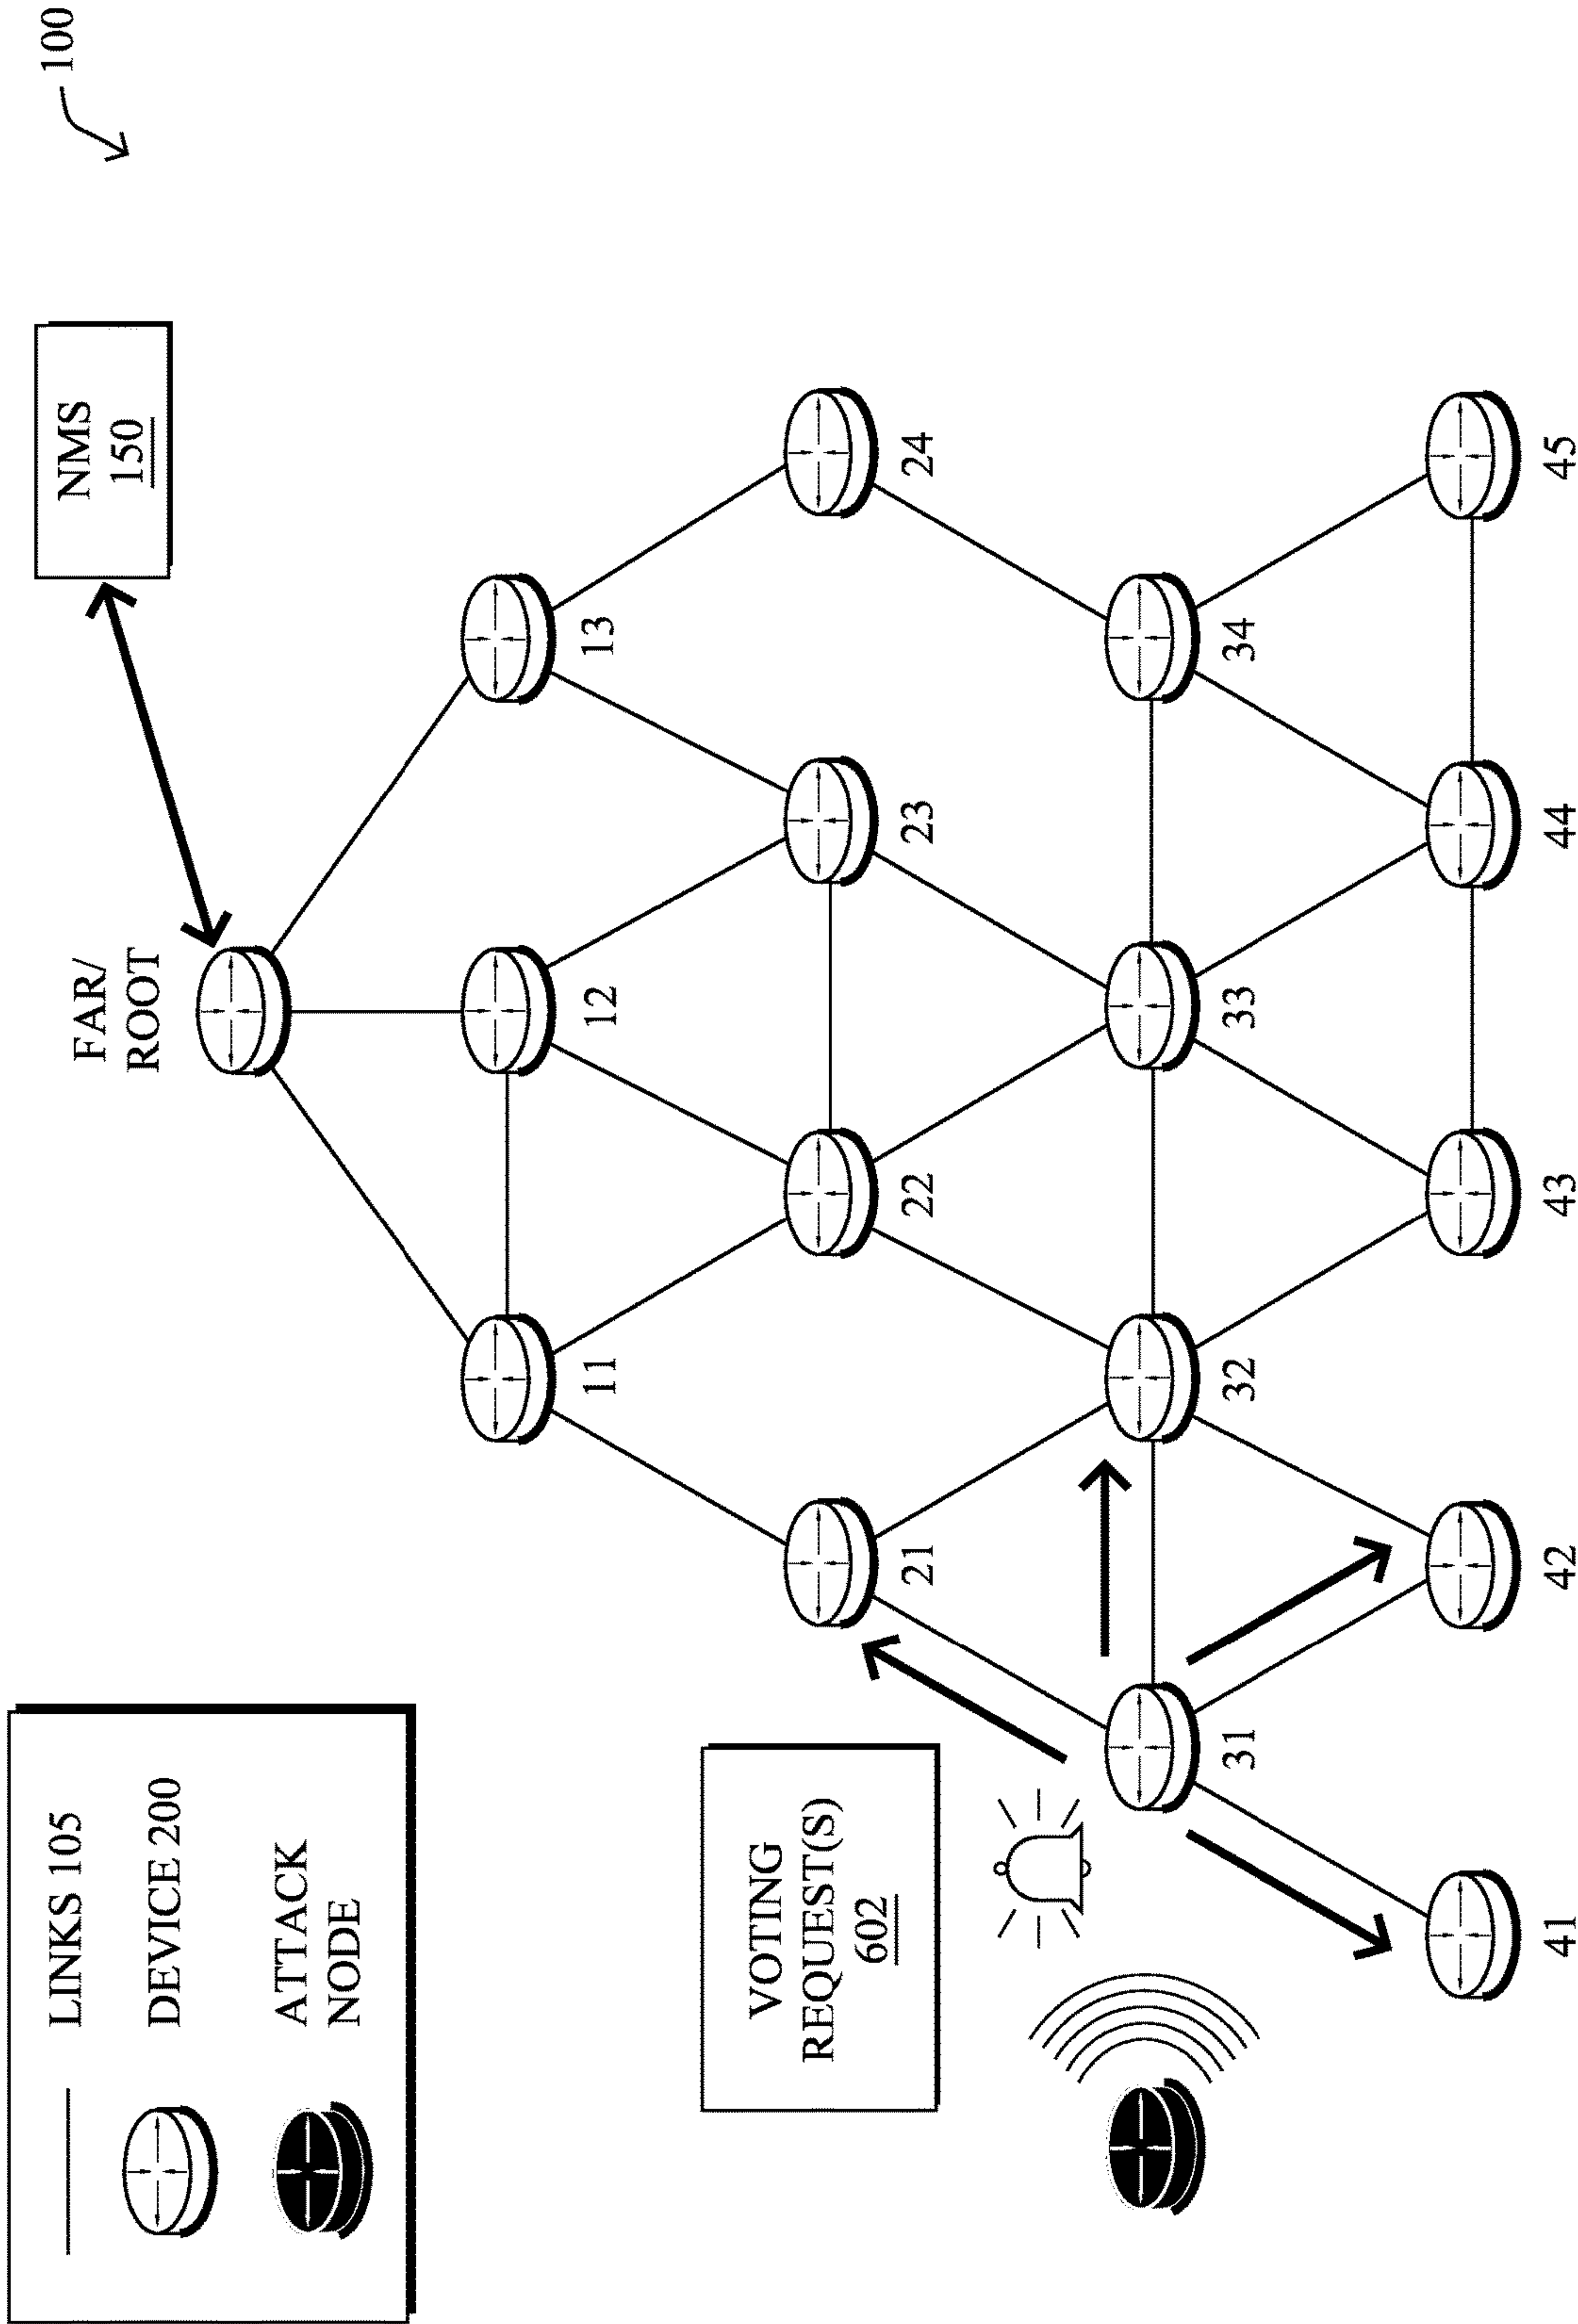 100
LINKS 105
DEVICE 200
ATTACK
NODE
NMS
150
FAR/
ROOT
11
12
13
VOTING
REQUEST(S)
602
21
22
23
24
31
32
33
34
41
42
43
44
45